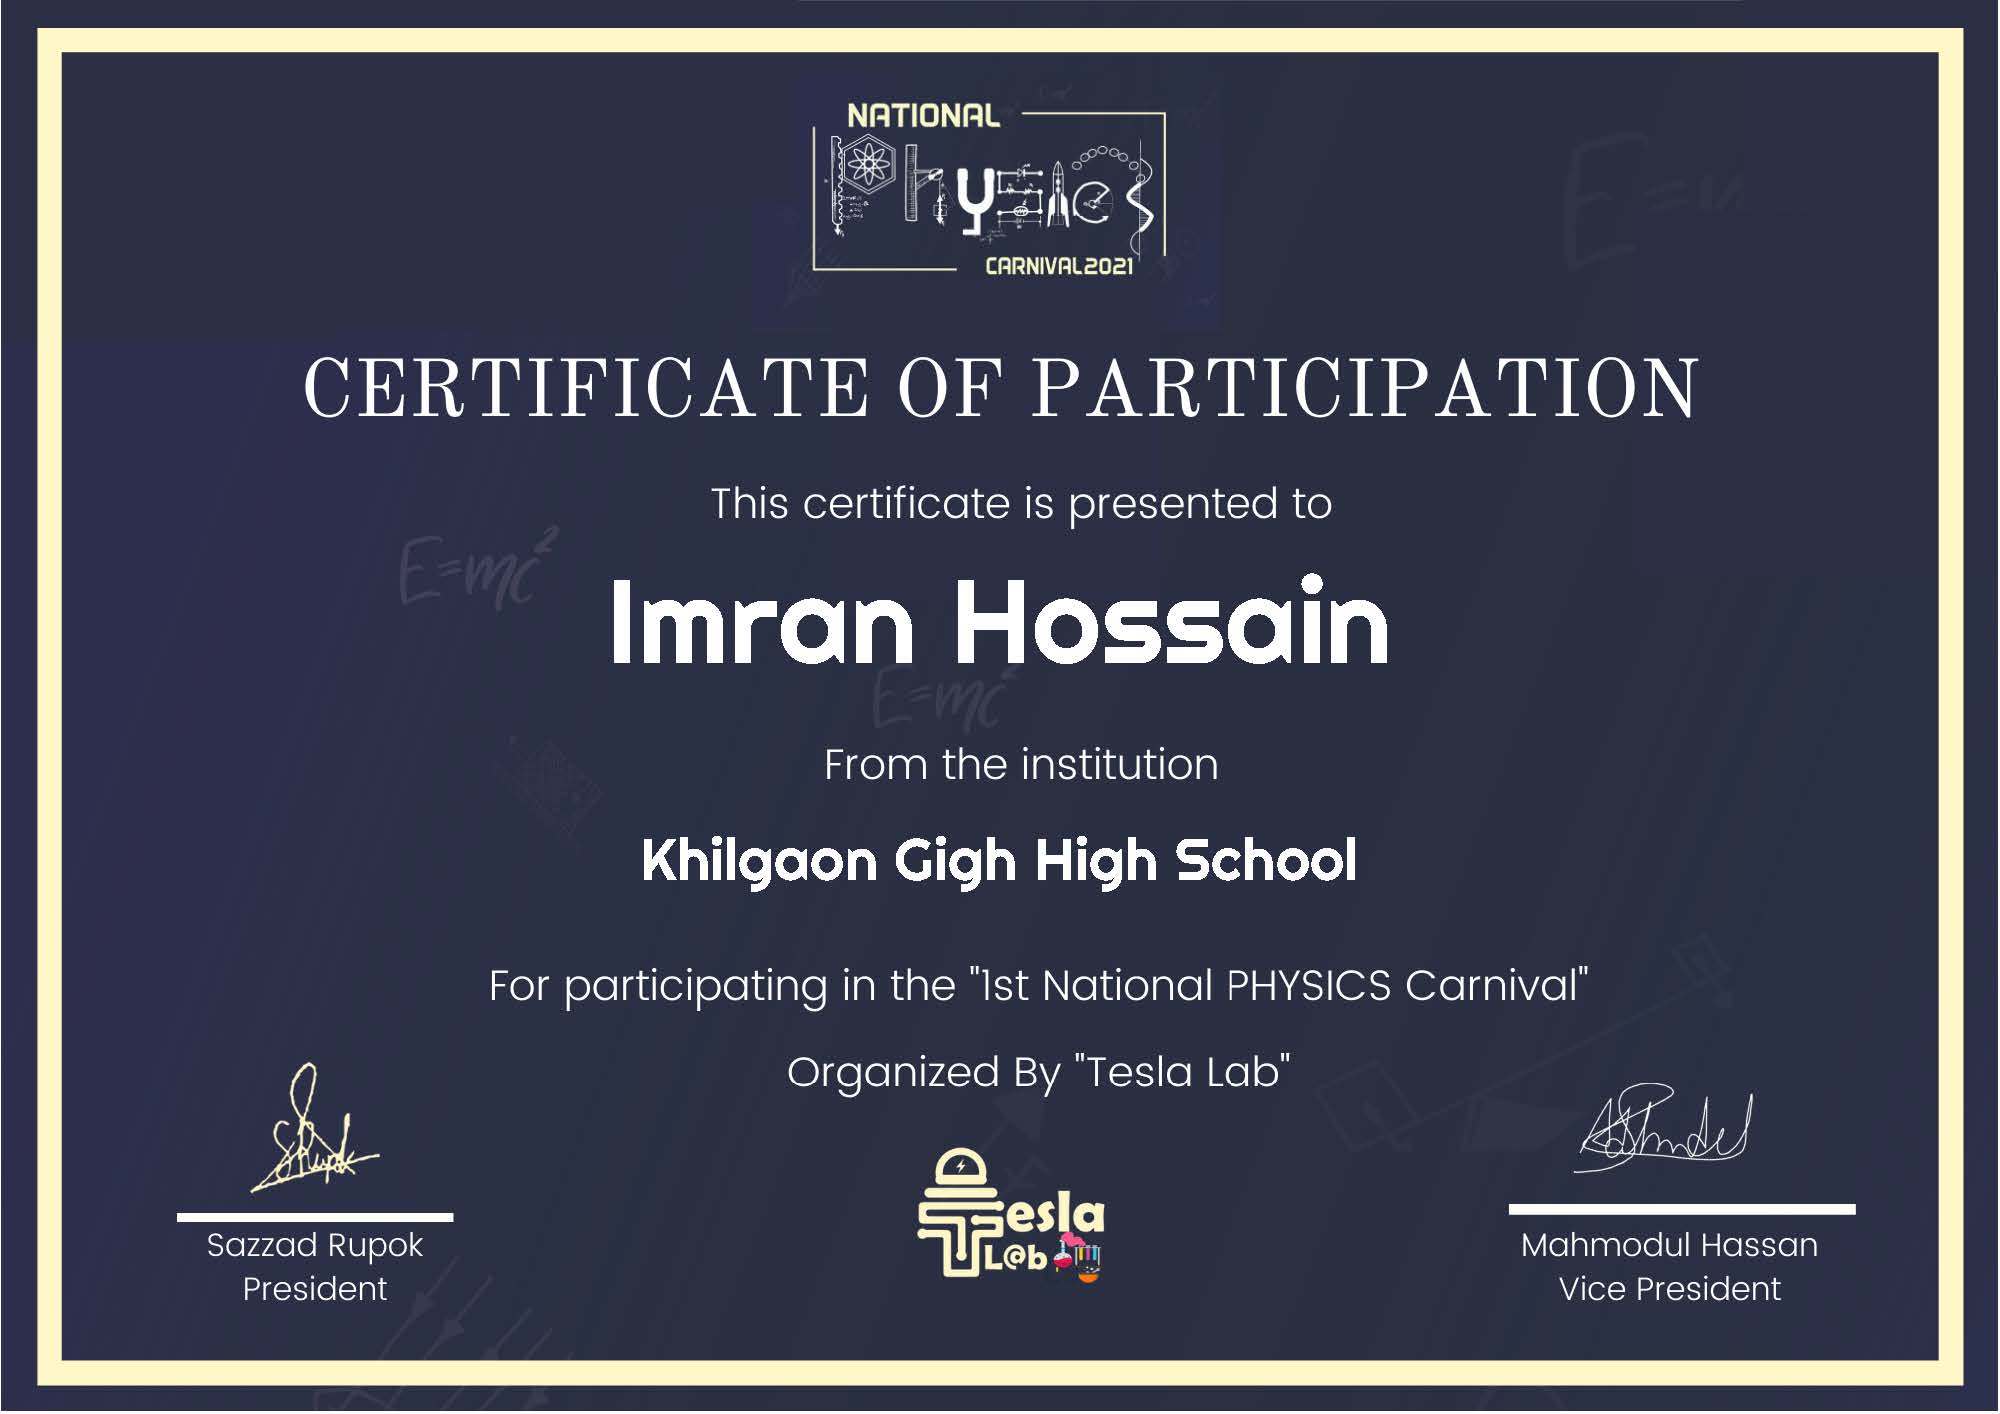 NATIONAL
PHYSICS
CARNIVAL2021
CERTIFICATE OF PARTICIPATION
This certificate is presented to
E=mc²
Imran Hossain
E=mc²
From the institution
Khilgaon Gigh High School
For participating in the "1st National PHYSICS Carnival"
Organized By "Tesla Lab"
Tesla
L@b
Sazzad Rupok
President
Mahmodul Hassan
Vice President